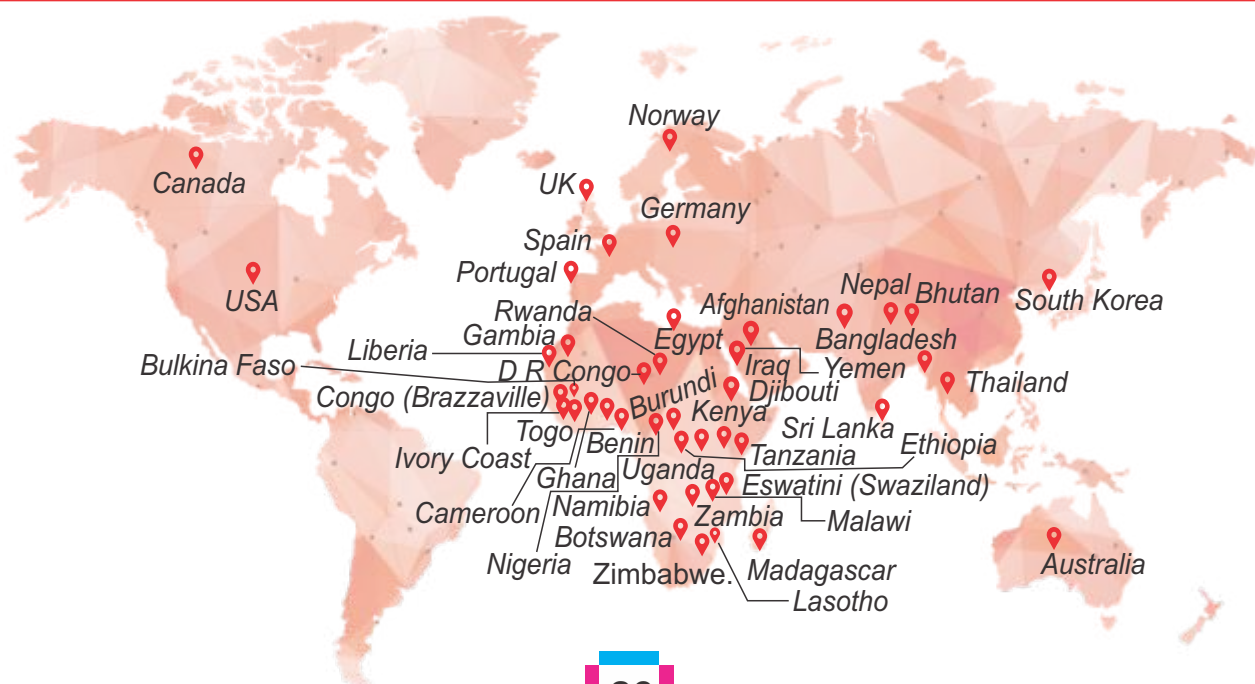 Norway
Canada
UK
Germany
Spain
Portugal
USA
Nepal
Bhutan
South Korea
Afghanistan
Rwanda
Gambia
Egypt
Bangladesh
Liberia
Bulkina Faso
D R Congo
Iraq
Yemen
Thailand
Burundi
Djibouti
Congo (Brazzaville)
Kenya
Togo
Benin
Sri Lanka
Ethiopia
Ivory Coast
Tanzania
Ghana
Uganda
Eswatini (Swaziland)
Cameroon
Namibia
Zambia
Malawi
Botswana
Nigeria
Zimbabwe.
Madagascar
Australia
Lasotho